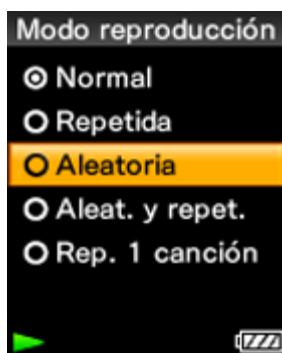 Modo reproducción
Normal
Repetida
Aleatoria
Aleat. y repet.
Rep. 1 canción